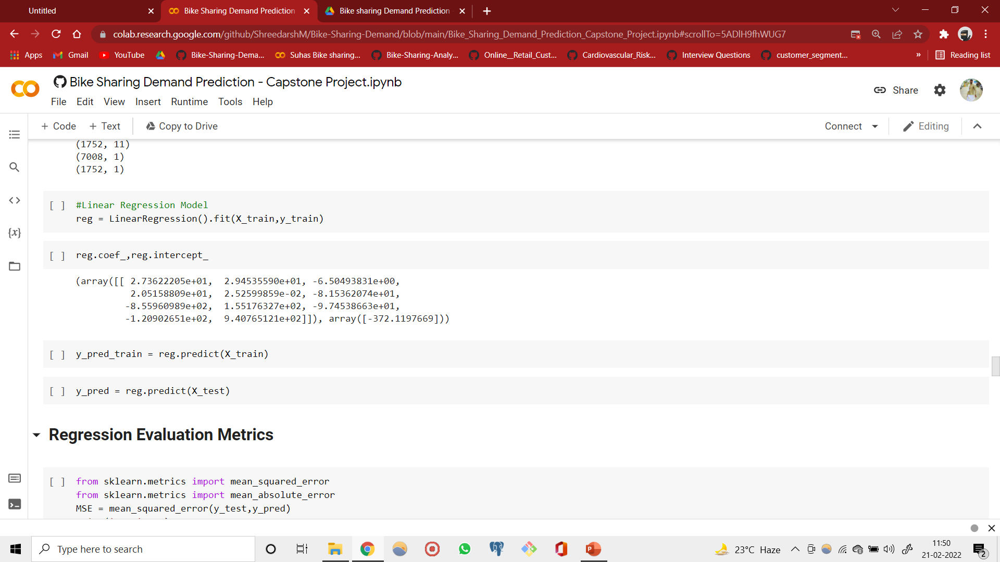 Untitled
Bike Sharing Demand Prediction
Bike sharing Demand Prediction
colab.research.google.com/github/ShreedarshM/Bike-Sharing-Demand/blob/main/Bike_Sharing_Demand_Prediction_Capstone_Project.ipynb#scrollTo=5ADlH9fhWUG7
Apps Gmail YouTube Bike-Sharing-Dema... Suhas Bike sharing... Bike-Sharing-Analy... Online__Retail_Cust... Cardiovascular_Risk... Interview Questions customer_segment... » Reading list
CO Bike Sharing Demand Prediction - Capstone Project.ipynb
File Edit View Insert Runtime Tools Help
Share
+ Code + Text Copy to Drive
Connect Editing
(1752, 11)
(7008, 1)
(1752, 1)
[ ] #Linear Regression Model
reg = LinearRegression().fit(X_train,y_train)
[ ] reg.coef_,reg.intercept_
(array([[ 2.73622205e+01, 2.94535590e+01, -6.50493831e+00,
2.05158809e+01, 2.52599859e-02, -8.15362074e+01,
-8.55960989e+02, 1.55176327e+02, -9.74538663e+01,
-1.20902651e+02, 9.40765121e+02]]), array([-372.1197669]))
[ ] y_pred_train = reg.predict(X_train)
[ ] y_pred = reg.predict(X_test)
Regression Evaluation Metrics
[ ] from sklearn.metrics import mean_squared_error
from sklearn.metrics import mean_absolute_error
MSE = mean_squared_error(y_test,y_pred)
{x}
Type here to search
23°C Haze
11:50
21-02-2022
2